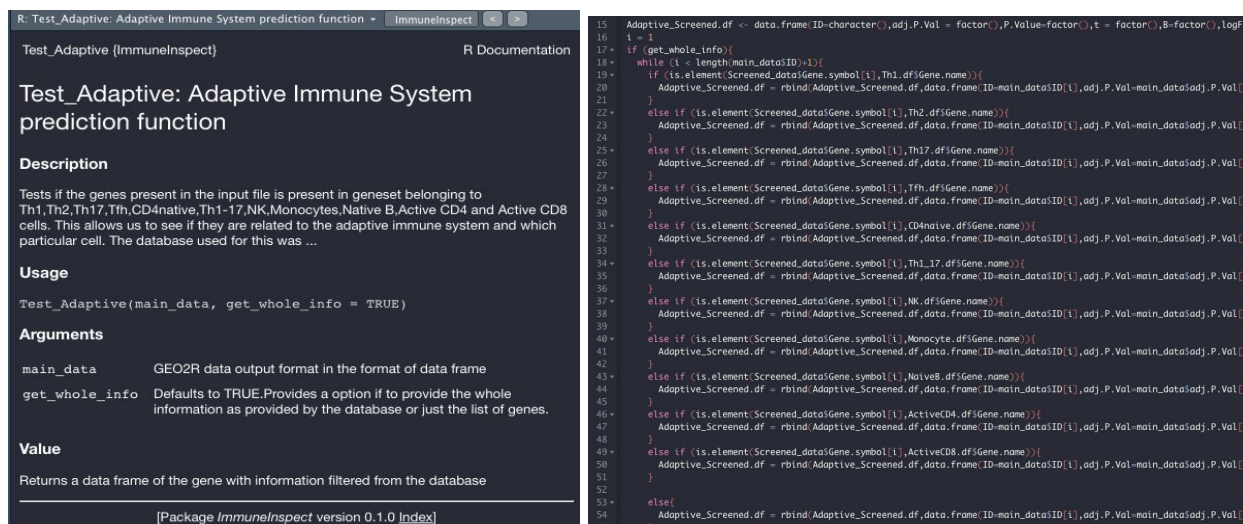 R: Test_Adaptive: Adaptive Immune System prediction function
ImmuneInspect
Test_Adaptive {ImmuneInspect}
R Documentation
Test_Adaptive: Adaptive Immune System
prediction function
Description
Tests if the genes present in the input file is present in geneset belonging to
Th1,Th2,Th17,Tfh,CD4native,Th1-17,NK,Monocytes,Native B,Active CD4 and Active CD8
cells. This allows us to see if they are related to the adaptive immune system and which
particular cell. The database used for this was ...
Usage
Test_Adaptive(main_data, get_whole_info = TRUE)
Arguments
main_data GEO2R data output format in the format of data frame
get_whole_info Defaults to TRUE.Provides a option if to provide the whole
information as provided by the database or just the list of genes.
Value
Returns a data frame of the gene with information filtered from the database
[Package ImmuneInspect version 0.1.0 Index]
15 Adaptive_Screened.df <- data.frame(ID=character(),adj.P.Val = factor(),P.Value=factor(),t = factor(),B=factor(),logF
16 i = 1
17 if (get_whole_info){
18 while (i < length(main_data$ID)+1){
19 if (is.element(Screened_data$Gene.symbol[i],Th1.df$Gene.name)){
20 Adaptive_Screened.df = rbind(Adaptive_Screened.df,data.frame(ID=main_data$ID[i],adj.P.Val=main_data$adj.P.Val[
21 }
22 else if (is.element(Screened_data$Gene.symbol[i],Th2.df$Gene.name)){
23 Adaptive_Screened.df = rbind(Adaptive_Screened.df,data.frame(ID=main_data$ID[i],adj.P.Val=main_data$adj.P.Val[
24 }
25 else if (is.element(Screened_data$Gene.symbol[i],Th17.df$Gene.name)){
26 Adaptive_Screened.df = rbind(Adaptive_Screened.df,data.frame(ID=main_data$ID[i],adj.P.Val=main_data$adj.P.Val[
27 }
28 else if (is.element(Screened_data$Gene.symbol[i],Tfh.df$Gene.name)){
29 Adaptive_Screened.df = rbind(Adaptive_Screened.df,data.frame(ID=main_data$ID[i],adj.P.Val=main_data$adj.P.Val[
30 }
31 else if (is.element(Screened_data$Gene.symbol[i],CD4naive.df$Gene.name)){
32 Adaptive_Screened.df = rbind(Adaptive_Screened.df,data.frame(ID=main_data$ID[i],adj.P.Val=main_data$adj.P.Val[
33 }
34 else if (is.element(Screened_data$Gene.symbol[i],Th1_17.df$Gene.name)){
35 Adaptive_Screened.df = rbind(Adaptive_Screened.df,data.frame(ID=main_data$ID[i],adj.P.Val=main_data$adj.P.Val[
36 }
37 else if (is.element(Screened_data$Gene.symbol[i],NK.df$Gene.name)){
38 Adaptive_Screened.df = rbind(Adaptive_Screened.df,data.frame(ID=main_data$ID[i],adj.P.Val=main_data$adj.P.Val[
39 }
40 else if (is.element(Screened_data$Gene.symbol[i],Monocyte.df$Gene.name)){
41 Adaptive_Screened.df = rbind(Adaptive_Screened.df,data.frame(ID=main_data$ID[i],adj.P.Val=main_data$adj.P.Val[
42 }
43 else if (is.element(Screened_data$Gene.symbol[i],NaiveB.df$Gene.name)){
44 Adaptive_Screened.df = rbind(Adaptive_Screened.df,data.frame(ID=main_data$ID[i],adj.P.Val=main_data$adj.P.Val[
45 }
46 else if (is.element(Screened_data$Gene.symbol[i],ActiveCD4.df$Gene.name)){
47 Adaptive_Screened.df = rbind(Adaptive_Screened.df,data.frame(ID=main_data$ID[i],adj.P.Val=main_data$adj.P.Val[
48 }
49 else if (is.element(Screened_data$Gene.symbol[i],ActiveCD8.df$Gene.name)){
50 Adaptive_Screened.df = rbind(Adaptive_Screened.df,data.frame(ID=main_data$ID[i],adj.P.Val=main_data$adj.P.Val[
51 }
52
53 else{
54 Adaptive_Screened.df = rbind(Adaptive_Screened.df,data.frame(ID=main_data$ID[i],adj.P.Val=main_data$adj.P.Val[